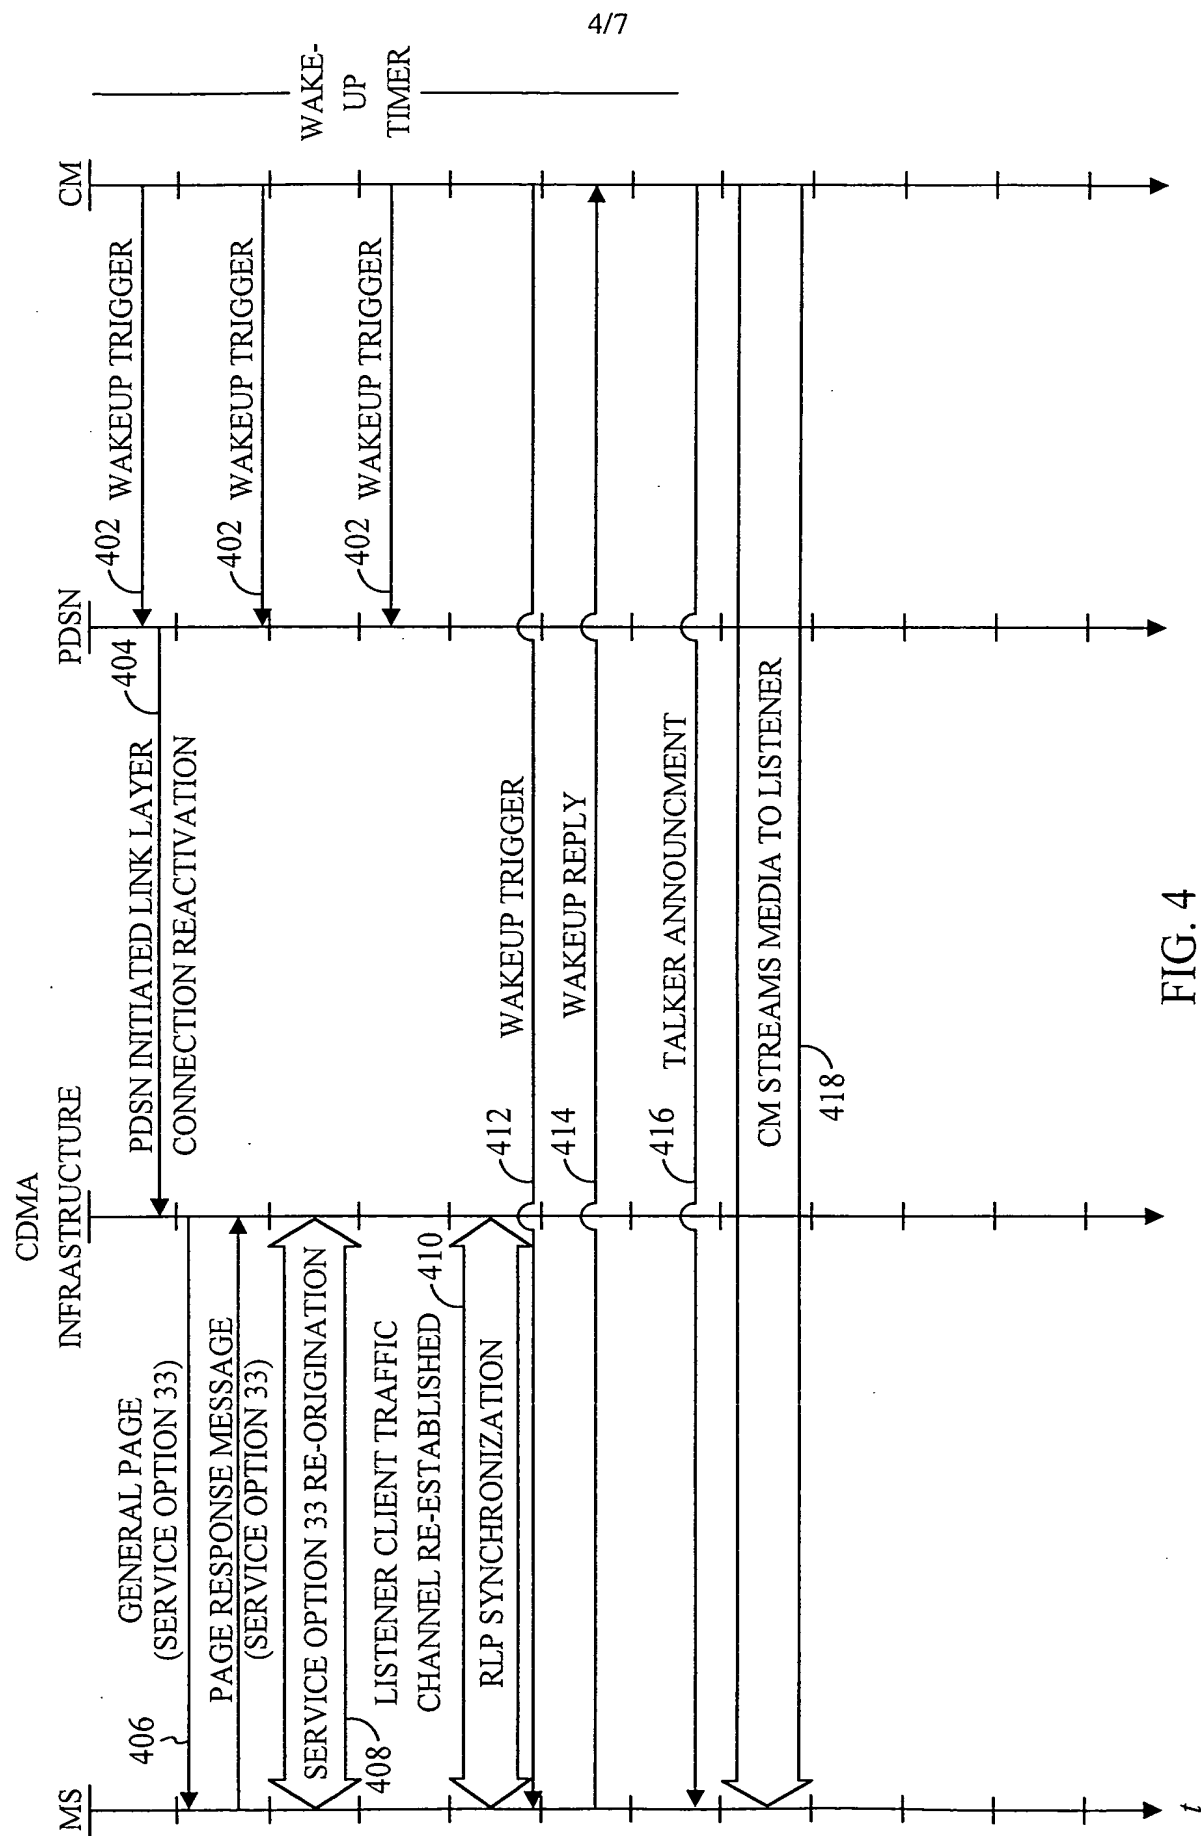 4/7
MS
CDMA
INFRASTRUCTURE
PDSN
CM
402
WAKEUP TRIGGER
404
PDSN INITIATED LINK LAYER
CONNECTION REACTIVATION
406
GENERAL PAGE
(SERVICE OPTION 33)
PAGE RESPONSE MESSAGE
(SERVICE OPTION 33)
402
WAKEUP TRIGGER
SERVICE OPTION 33 RE-ORIGINATION
408
402
WAKEUP TRIGGER
WAKE-
UP
TIMER
LISTENER CLIENT TRAFFIC
CHANNEL RE-ESTABLISHED
410
RLP SYNCHRONIZATION
412
WAKEUP TRIGGER
414
WAKEUP REPLY
416
TALKER ANNOUNCMENT
CM STREAMS MEDIA TO LISTENER
418
t
FIG. 4